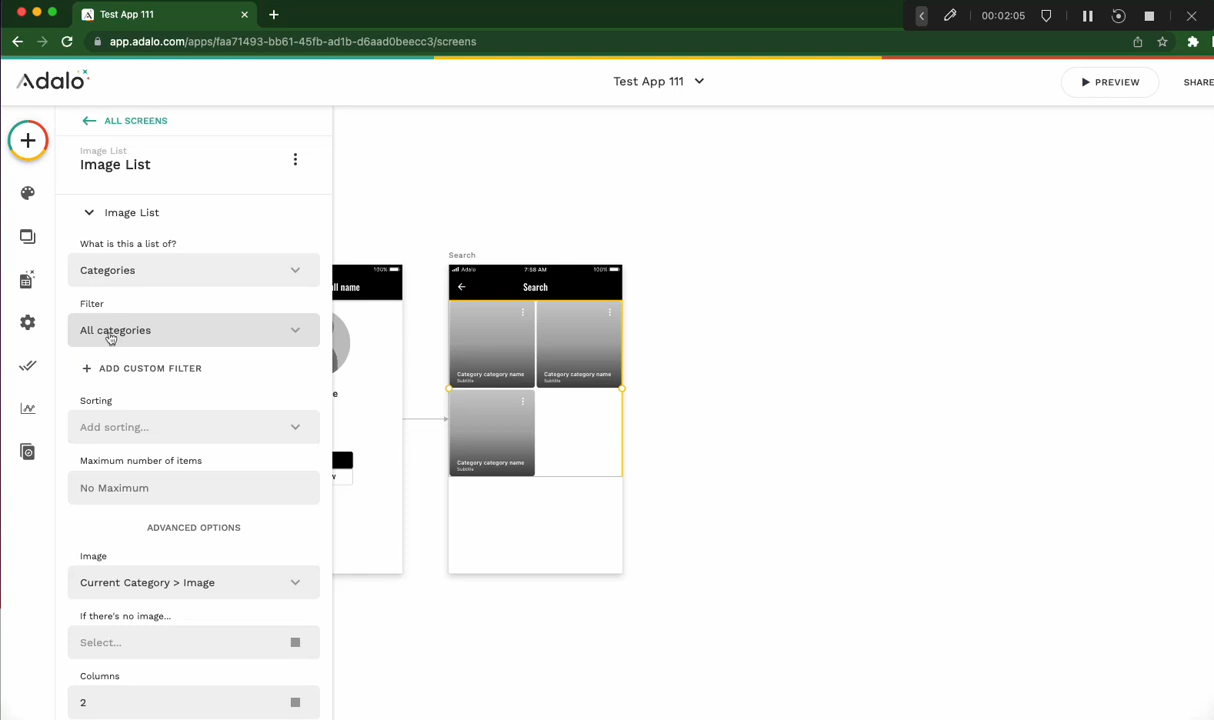 Test App 111
00:02:05
app.adalo.com/apps/faa71493-bb61-45fb-ad1b-d6aad0beecc3/screens
Adalo
Test App 111
PREVIEW
SHARE
ALL SCREENS
Image List
Image List
Image List
What is this a list of?
Categories
Filter
All categories
ADD CUSTOM FILTER
Sorting
Add sorting...
Maximum number of items
No Maximum
ADVANCED OPTIONS
Image
Current Category > Image
If there's no image...
Select...
Columns
2
100%
ull name
e
v
Search
Adalo 7:58 AM 100%
Search
Category category name
Subtitle
Category category name
Subtitle
Category category name
Subtitle